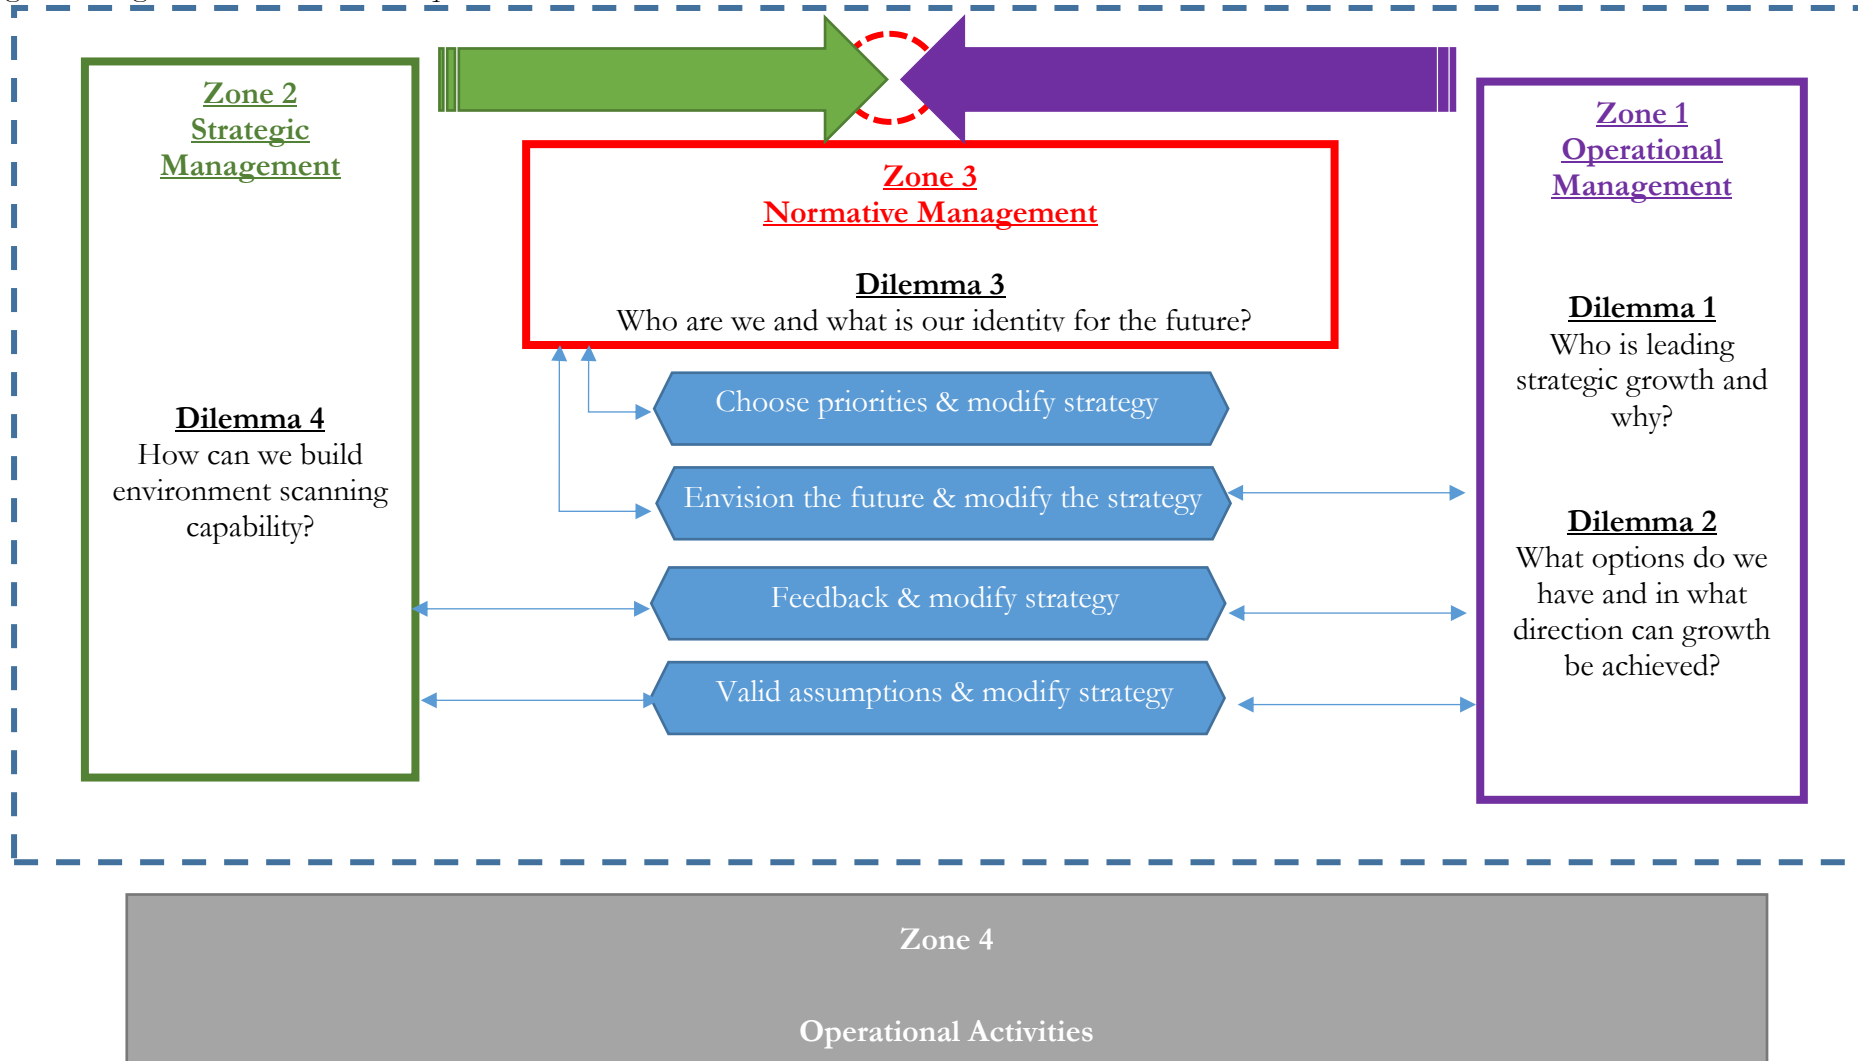 Zone 2
Strategic
Management
Dilemma 4
How can we build
environment scanning
capability?
Zone 3
Normative Management
Dilemma 3
Who are we and what is our identity for the future?
Choose priorities & modify strategy
Envision the future & modify the strategy
Feedback & modify strategy
Valid assumptions & modify strategy
Zone 1
Operational
Management
Dilemma 1
Who is leading
strategic growth and
why?
Dilemma 2
What options do we
have and in what
direction can growth
be achieved?
Zone 4
Operational Activities